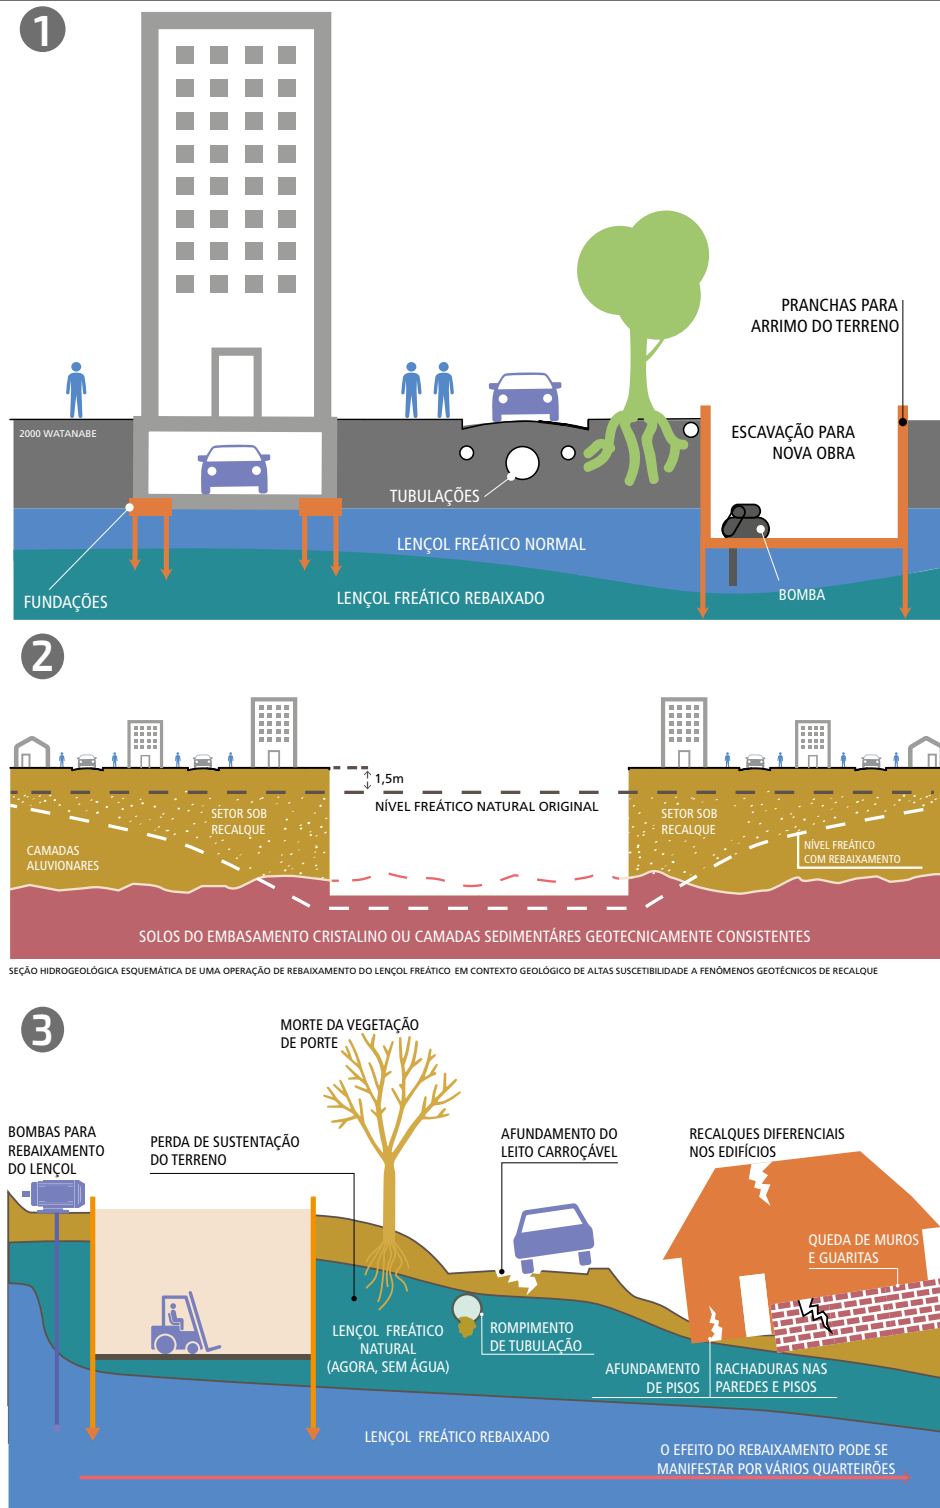 1
PRANCHAS PARA
ARRIMO DO TERRENO
2000 WATANABE
ESCAVAÇÃO PARA
NOVA OBRA
TUBULAÇÕES
LENÇOL FREÁTICO NORMAL
FUNDAÇÕES
LENÇOL FREÁTICO REBAIXADO
BOMBA
2
1,5m
NÍVEL FREÁTICO NATURAL ORIGINAL
SETOR SOB
RECALQUE
SETOR SOB
RECALQUE
CAMADAS
ALUVIONARES
NÍVEL FREÁTICO
COM REBAIXAMENTO
SOLOS DO EMBASAMENTO CRISTALINO OU CAMADAS SEDIMENTÁRES GEOTECNICAMENTE CONSISTENTES
SEÇÃO HIDROGEOLÓGICA ESQUEMÁTICA DE UMA OPERAÇÃO DE REBAIXAMENTO DO LENÇOL FREÁTICO EM CONTEXTO GEOLÓGICO DE ALTAS SUSCETIBILIDADE A FENÔMENOS GEOTÉCNICOS DE RECALQUE
3
MORTE DA VEGETAÇÃO
DE PORTE
BOMBAS PARA
REBAIXAMENTO
DO LENÇOL
PERDA DE SUSTENTAÇÃO
DO TERRENO
AFUNDAMENTO DO
LEITO CARROÇÁVEL
RECALQUES DIFERENCIAIS
NOS EDIFÍCIOS
QUEDA DE MUROS
E GUARITAS
LENÇOL FREÁTICO
NATURAL
(AGORA, SEM ÁGUA)
ROMPIMENTO
DE TUBULAÇÃO
AFUNDAMENTO
DE PISOS
RACHADURAS NAS
PAREDES E PISOS
LENÇOL FREÁTICO REBAIXADO
O EFEITO DO REBAIXAMENTO PODE SE
MANIFESTAR POR VÁRIOS QUARTEIRÕES